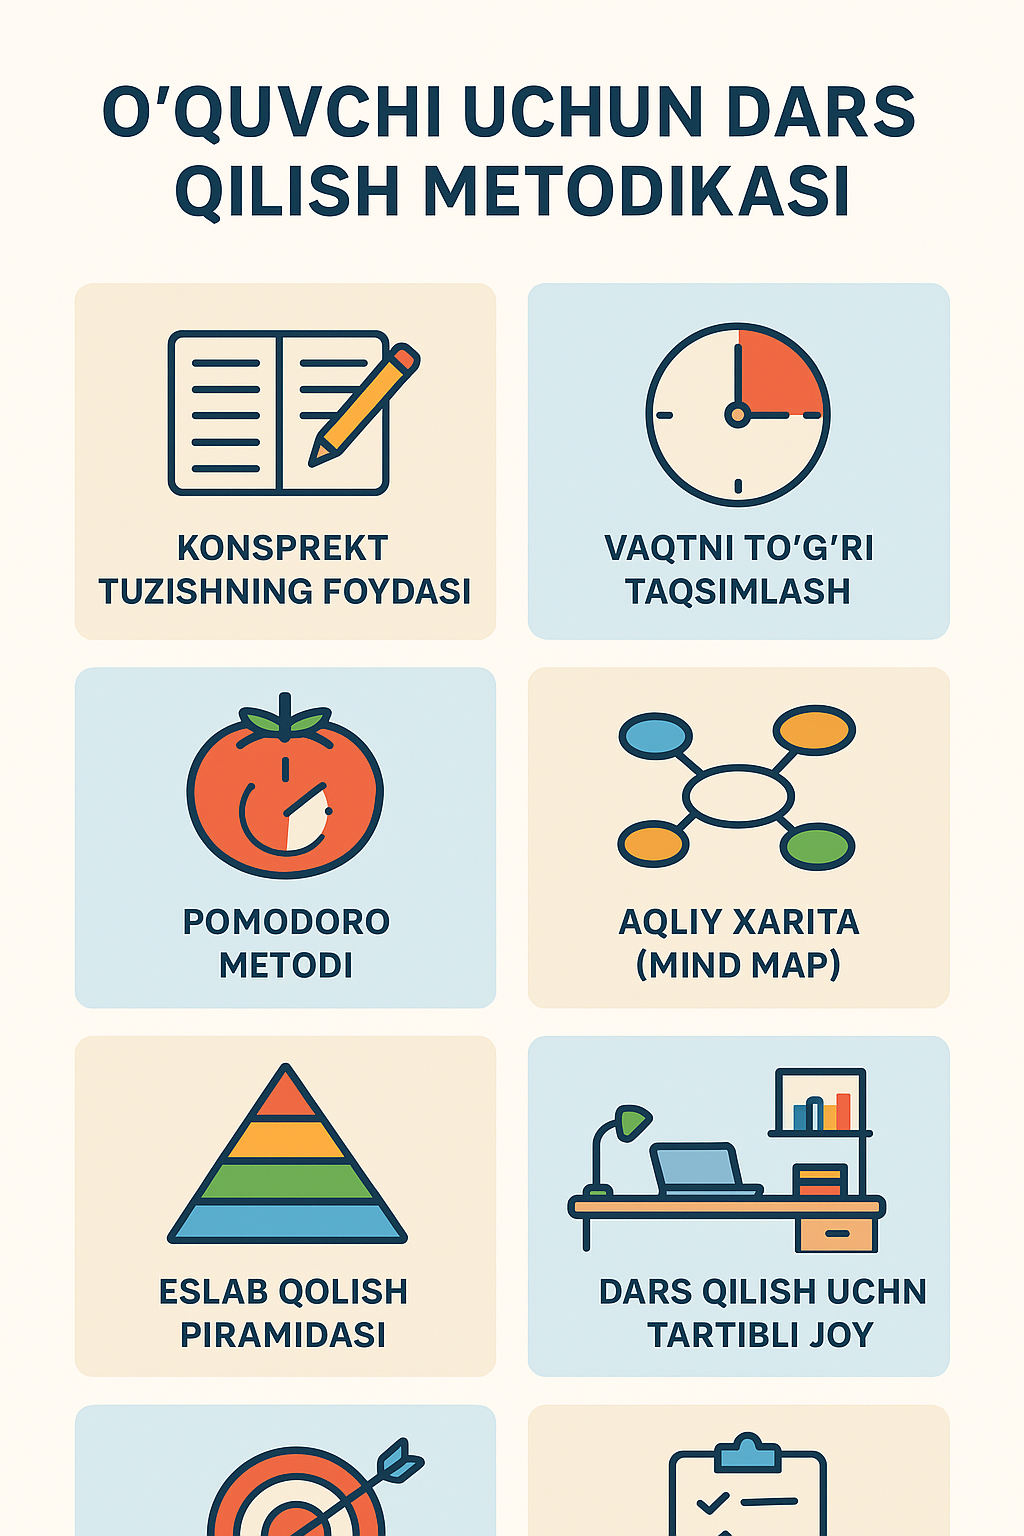 O'QUVCHI UCHUN DARS
QILISH METODIKASI
KONSPREKT
TUZISHNING FOYDASI
VAQTNI TO'G'RI
TAQSIMLASH
POMODORO
METODI
AQLIY XARITA
(MIND MAP)
ESLAB QOLISH
PIRAMIDASI
DARS QILISH UCHN
TARTIBLI JOY